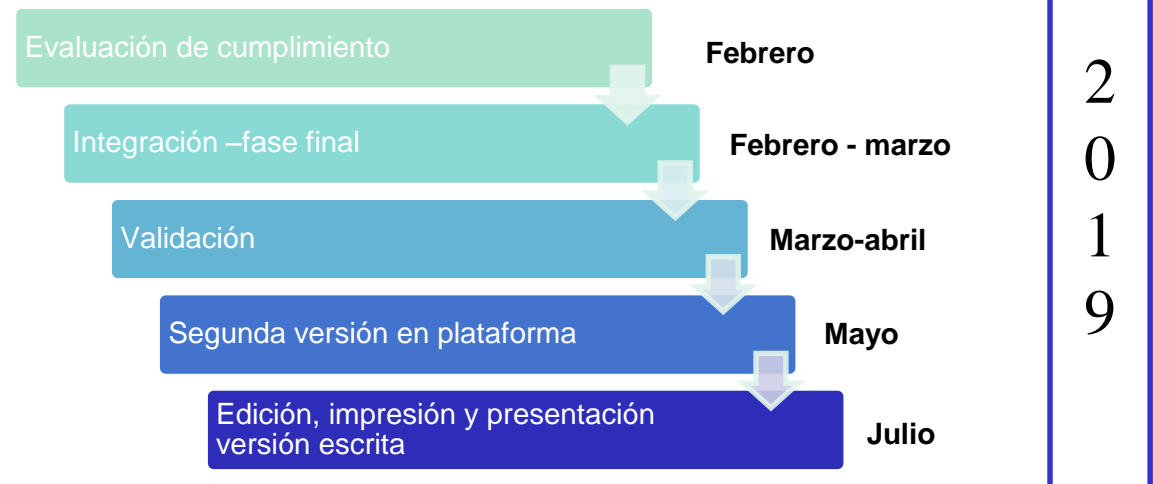 Evaluación de cumplimiento
Febrero
Integración –fase final
Febrero - marzo
Validación
Marzo-abril
Segunda versión en plataforma
Mayo
Edición, impresión y presentación
versión escrita
Julio
2
0
1
9